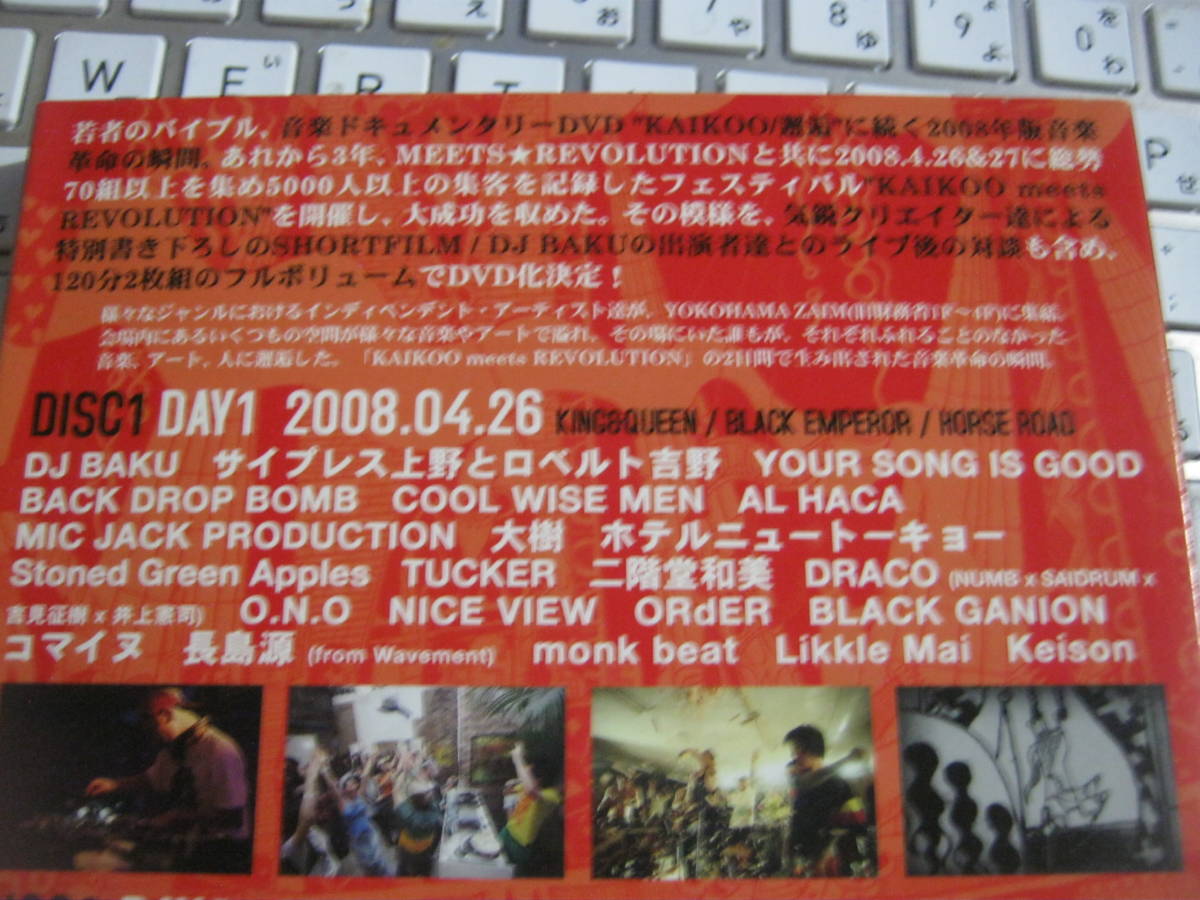 え
お
7 や
8 ゆ
9 よ
を 0 わ
W
E い
R
T
P せ
若者のバイブル、音楽ドキュメンタリーDVD "KAIKOO/邂逅"に続く2008年版音楽
革命の瞬間。あれから3年、MEETS★REVOLUTIONと共に2008.4.26&27に総勢
70組以上を集め5000人以上の集客を記録したフェスティバル"KAIKOO meets
REVOLUTION"を開催し、大成功を収めた。その模様を、気鋭クリエイター達による
特別書き下ろしのSHORTFILM / DJ BAKUの出演者達とのライブ後の対談も含め、
120分2枚組のフルボリュームでDVD化決定！
様々なジャンルにおけるインディペンデント・アーティスト達が、YOKOHAMA ZAIM(旧財務省1F～4F)に集結。
会場内にあるいくつもの空間が様々な音楽やアートで溢れ、その場にいた誰もが、それぞれふれることのなかった
音楽、アート、人に邂逅した。「KAIKOO meets REVOLUTION」の2日間で生み出された音楽革命の瞬間。
DISC1 DAY1 2008.04.26 KING&QUEEN / BLACK EMPEROR / HORSE ROAD
DJ BAKU サイプレス上野とロベルト吉野 YOUR SONG IS GOOD
BACK DROP BOMB COOL WISE MEN AL HACA
MIC JACK PRODUCTION 大樹 ホテルニュートーキョー
Stoned Green Apples TUCKER 二階堂和美 DRACO (NUMB x SAIDRUM x
吉見征樹 x 井上憲司) O.N.O NICE VIEW ORdER BLACK GANION
コマイヌ 長島源 (from Wavement) monk beat Likkle Mai Keison